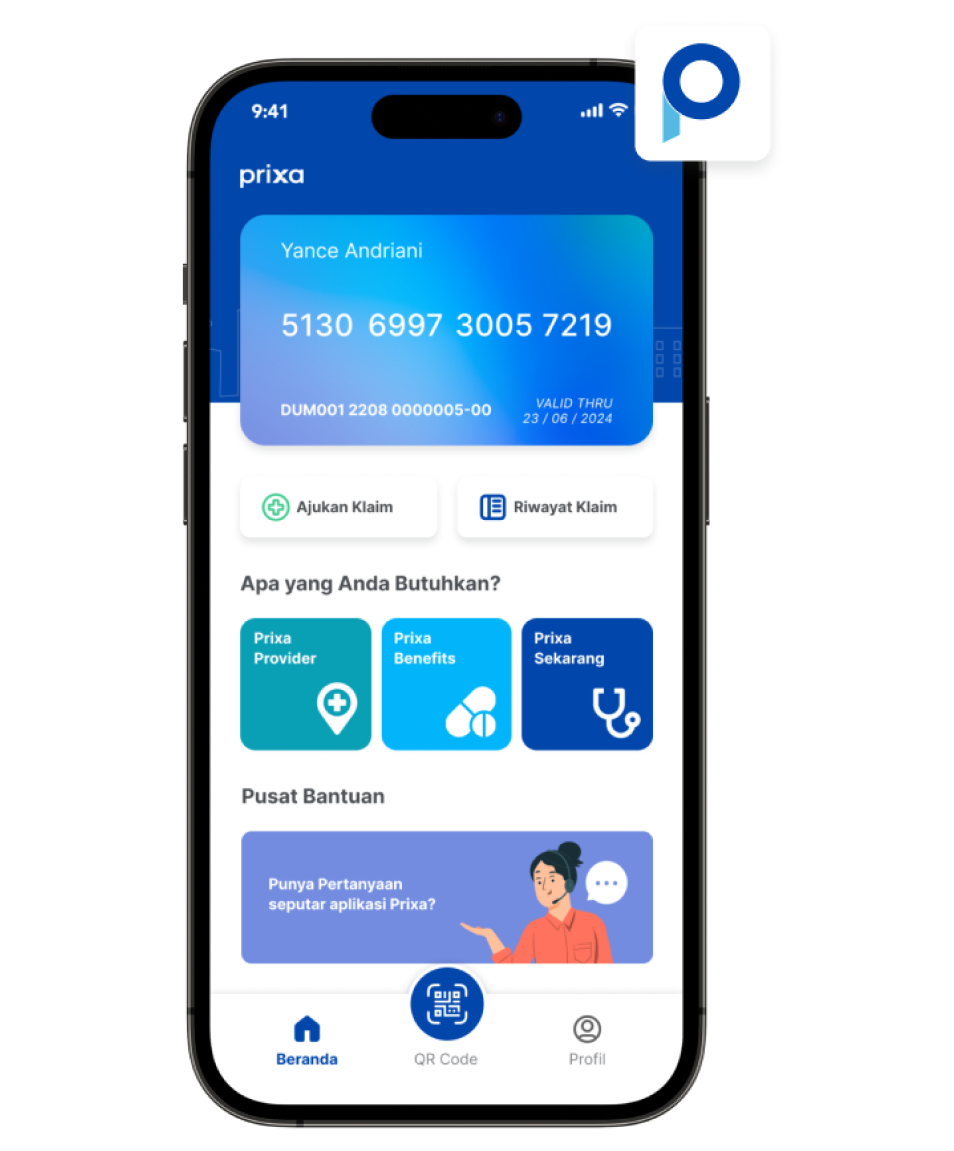 9:41
prixa
Yance Andriani
5130 6997 3005 7219
DUM001 2208 0000005-00
VALID THRU
23 / 06 / 2024
Ajukan Klaim
Riwayat Klaim
Apa yang Anda Butuhkan?
Prixa
Provider
Prixa
Benefits
Prixa
Sekarang
Pusat Bantuan
Punya Pertanyaan
seputar aplikasi Prixa?
Beranda
QR Code
Profil